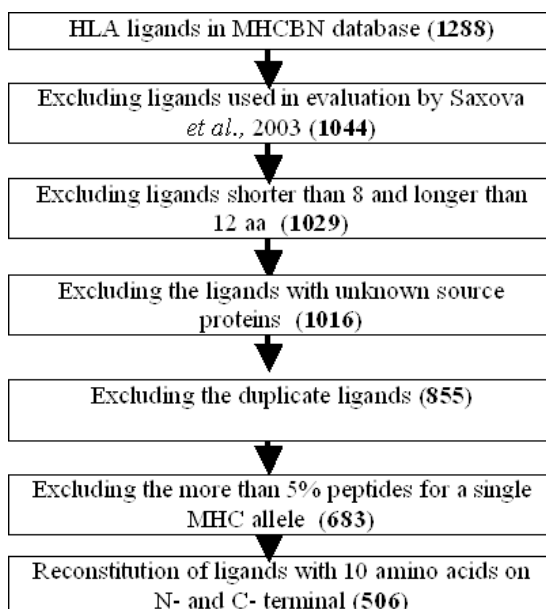 HLA ligands in MHCBN database (1288)
Excluding ligands used in evaluation by Saxova
et al., 2003 (1044)
Excluding ligands shorter than 8 and longer than
12 aa (1029)
Excluding the ligands with unknown source
proteins (1016)
Excluding the duplicate ligands (855)
Excluding the more than 5% peptides for a single
MHC allele (683)
Reconstitution of ligands with 10 amino acids on
N- and C- terminal (506)